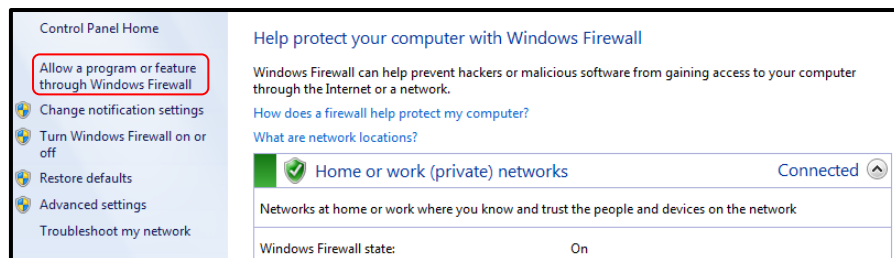 Control Panel Home
Allow a program or feature
through Windows Firewall
Change notification settings
Turn Windows Firewall on or
off
Restore defaults
Advanced settings
Troubleshoot my network
Help protect your computer with Windows Firewall
Windows Firewall can help prevent hackers or malicious software from gaining access to your computer
through the Internet or a network.
How does a firewall help protect my computer?
What are network locations?
Home or work (private) networks Connected
Networks at home or work where you know and trust the people and devices on the network
Windows Firewall state: On